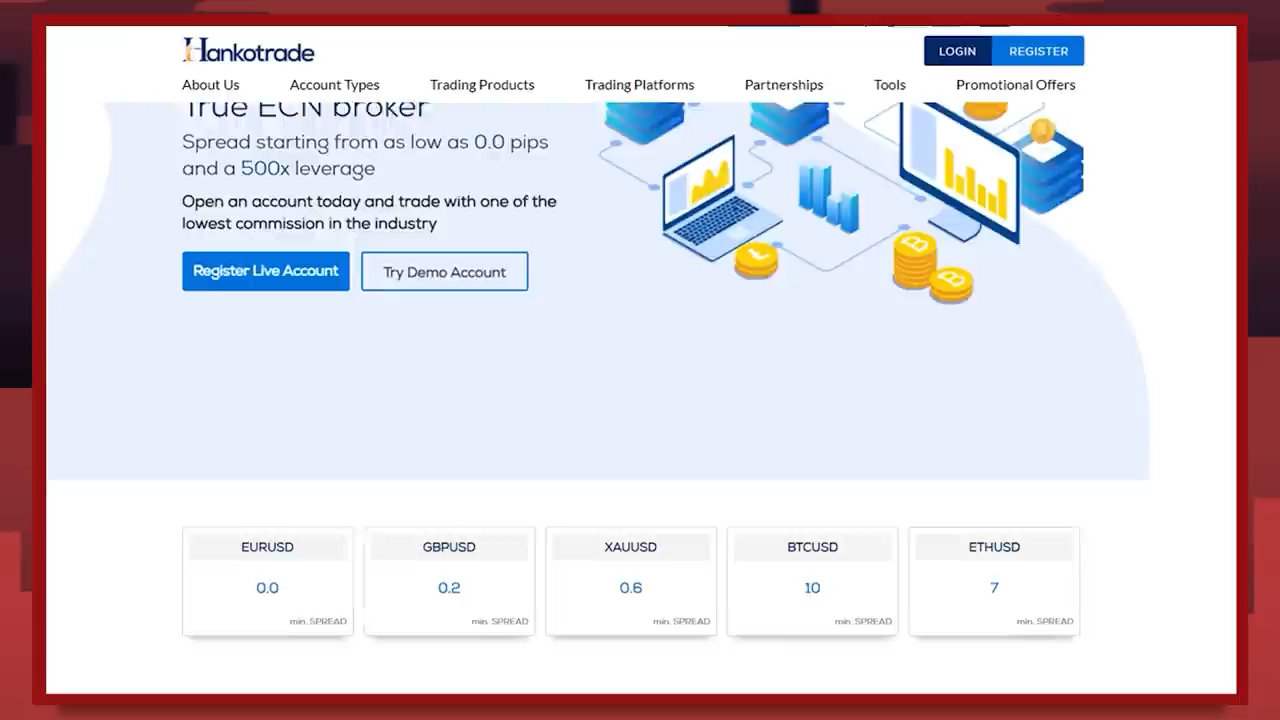 Hankotrade
LOGIN REGISTER
About Us Account Types Trading Products Trading Platforms Partnerships Tools Promotional Offers
True ECN broker
Spread starting from as low as 0.0 pips
and a 500x leverage
Open an account today and trade with one of the
lowest commission in the industry
Register Live Account Try Demo Account
EURUSD GBPUSD XAUUSD BTCUSD ETHUSD
0.0 0.2 0.6 10 7
min. SPREAD min. SPREAD min. SPREAD min. SPREAD min. SPREAD